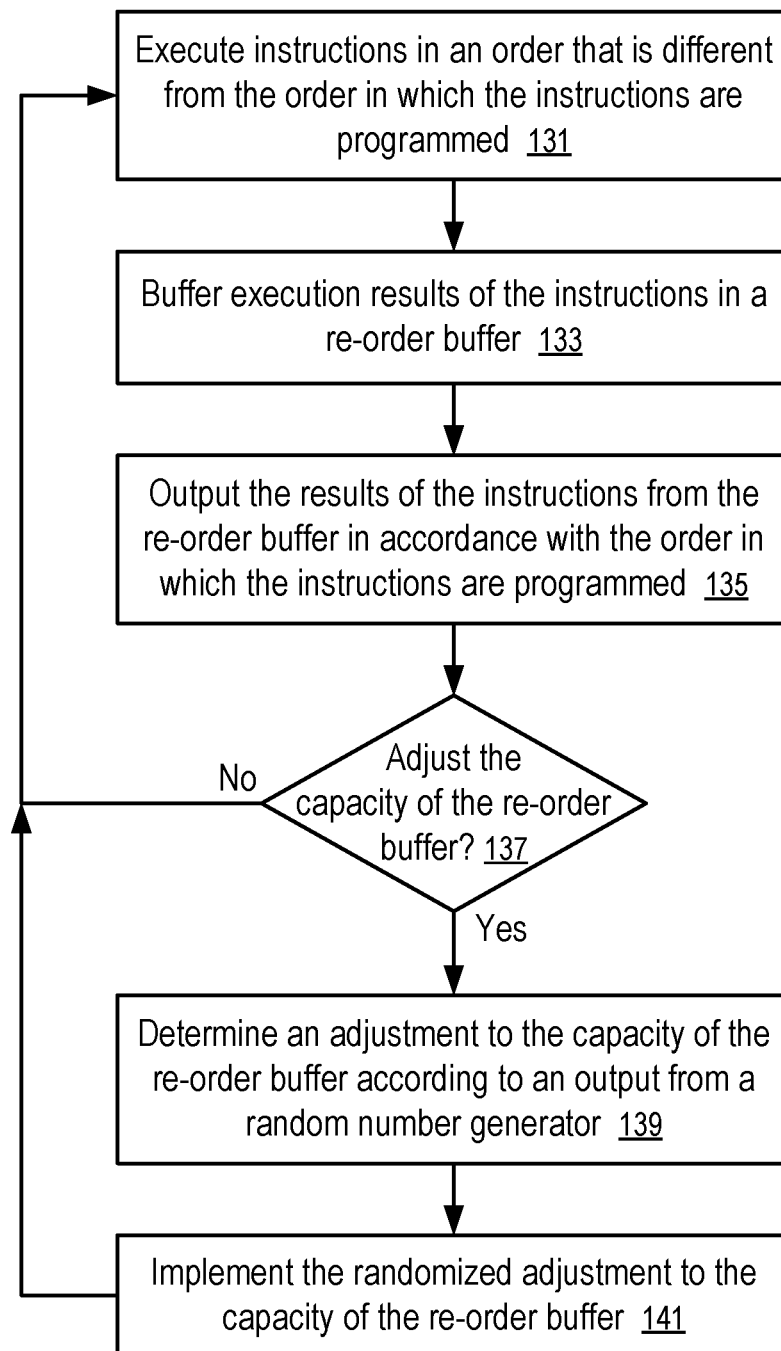 Execute instructions in an order that is different
from the order in which the instructions are
programmed 131
Buffer execution results of the instructions in a
re-order buffer 133
Output the results of the instructions from the
re-order buffer in accordance with the order in
which the instructions are programmed 135
No
Adjust the
capacity of the re-order
buffer? 137
Yes
Determine an adjustment to the capacity of the
re-order buffer according to an output from a
random number generator 139
Implement the randomized adjustment to the
capacity of the re-order buffer 141